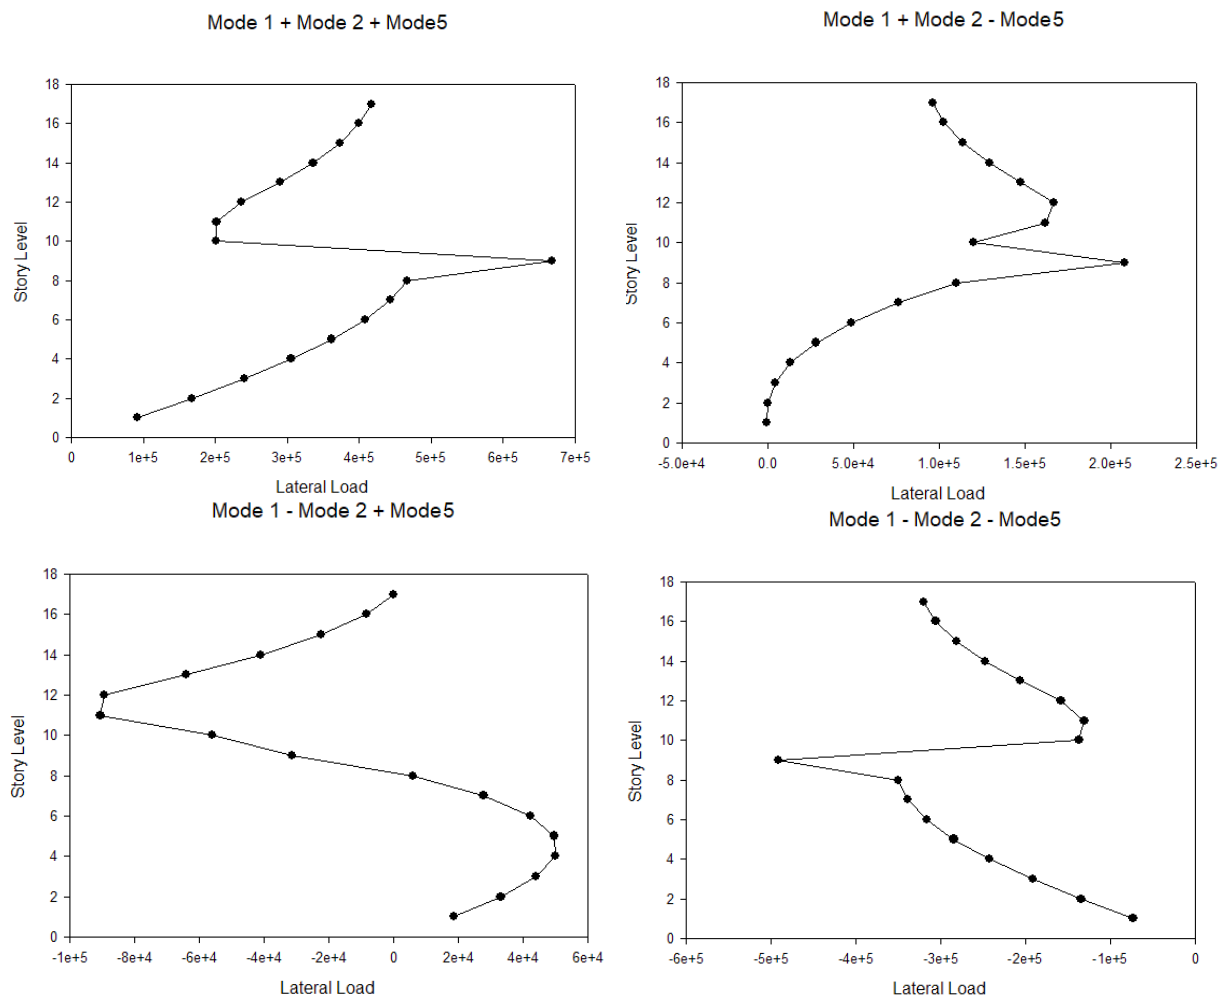 Mode 1 + Mode 2 + Mode5
18
16
14
12
10
8
6
4
2
0
Story Level
0 1e+5 2e+5 3e+5 4e+5 5e+5 6e+5 7e+5
Lateral Load
Mode 1 + Mode 2 - Mode5
18
16
14
12
10
8
6
4
2
0
Story Level
-5.0e+4 0.0 5.0e+4 1.0e+5 1.5e+5 2.0e+5 2.5e+5
Lateral Load
Mode 1 - Mode 2 + Mode5
18
16
14
12
10
8
6
4
2
0
Story Level
-1e+5 -8e+4 -6e+4 -4e+4 -2e+4 0 2e+4 4e+4 6e+4
Lateral Load
Mode 1 - Mode 2 - Mode5
18
16
14
12
10
8
6
4
2
0
Story Level
-6e+5 -5e+5 -4e+5 -3e+5 -2e+5 -1e+5 0
Lateral Load